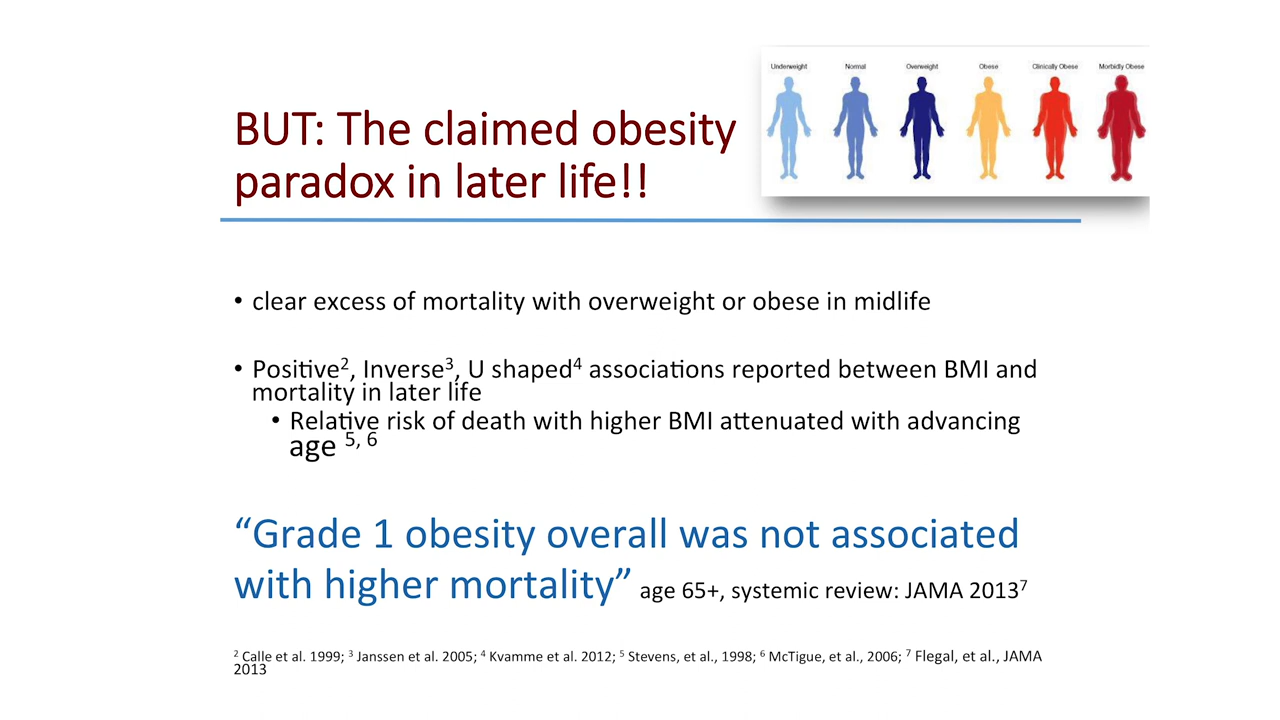 Underweight Normal Overweight Obese Clinically Obese Morbidly Obese
BUT: The claimed obesity
paradox in later life!!
• clear excess of mortality with overweight or obese in midlife
• Positive², Inverse³, U shaped⁴ associations reported between BMI and
mortality in later life
• Relative risk of death with higher BMI attenuated with advancing
age ⁵, ⁶
“Grade 1 obesity overall was not associated
with higher mortality” age 65+, systemic review: JAMA 2013⁷
² Calle et al. 1999; ³ Janssen et al. 2005; ⁴ Kvamme et al. 2012; ⁵ Stevens, et al., 1998; ⁶ McTigue, et al., 2006; ⁷ Flegal, et al., JAMA
2013